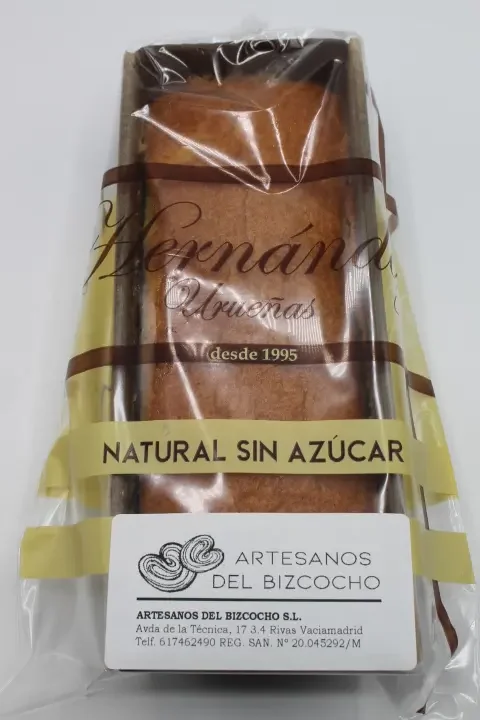 Hernánd
Urueñas
desde 1995
NATURAL SIN AZÚCAR
ARTESANOS
DEL BIZCOCHO
ARTESANOS DEL BIZCOCHO S.L.
Avda de la Técnica, 17 3.4 Rivas Vaciamadrid
Telf. 617462490 REG. SAN. Nº 20.045292/M